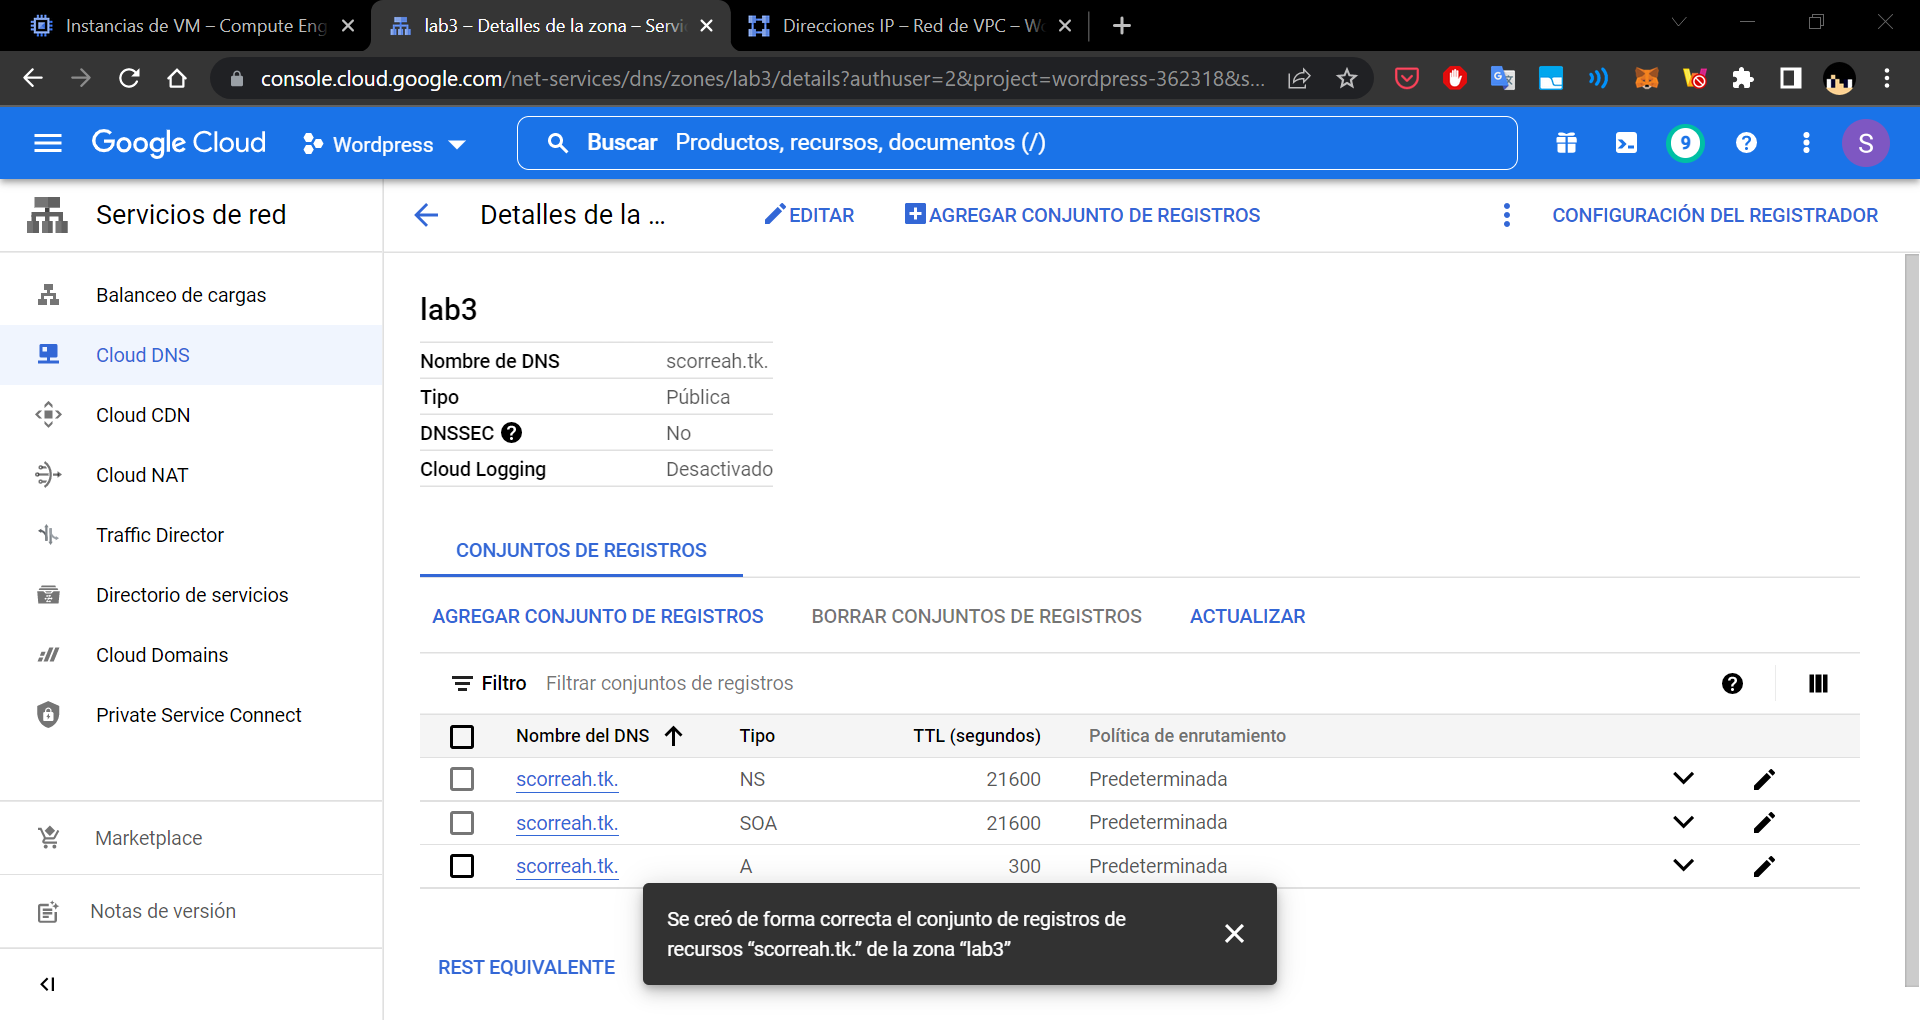 Instancias de VM – Compute Eng
lab3 – Detalles de la zona – Servi
Direcciones IP – Red de VPC – Wo
console.cloud.google.com/net-services/dns/zones/lab3/details?authuser=2&project=wordpress-362318&s...
Google Cloud
Wordpress
Buscar Productos, recursos, documentos (/)
9
S
Servicios de red
Detalles de la ...
EDITAR
AGREGAR CONJUNTO DE REGISTROS
CONFIGURACIÓN DEL REGISTRADOR
Balanceo de cargas
Cloud DNS
Cloud CDN
Cloud NAT
Traffic Director
Directorio de servicios
Cloud Domains
Private Service Connect
Marketplace
Notas de versión
lab3
Nombre de DNS scorreah.tk.
Tipo Pública
DNSSEC No
Cloud Logging Desactivado
CONJUNTOS DE REGISTROS
AGREGAR CONJUNTO DE REGISTROS BORRAR CONJUNTOS DE REGISTROS ACTUALIZAR
Filtro Filtrar conjuntos de registros
Nombre del DNS Tipo TTL (segundos) Política de enrutamiento
scorreah.tk. NS 21600 Predeterminada
scorreah.tk. SOA 21600 Predeterminada
scorreah.tk. A 300 Predeterminada
Se creó de forma correcta el conjunto de registros de
recursos “scorreah.tk.” de la zona “lab3”
REST EQUIVALENTE